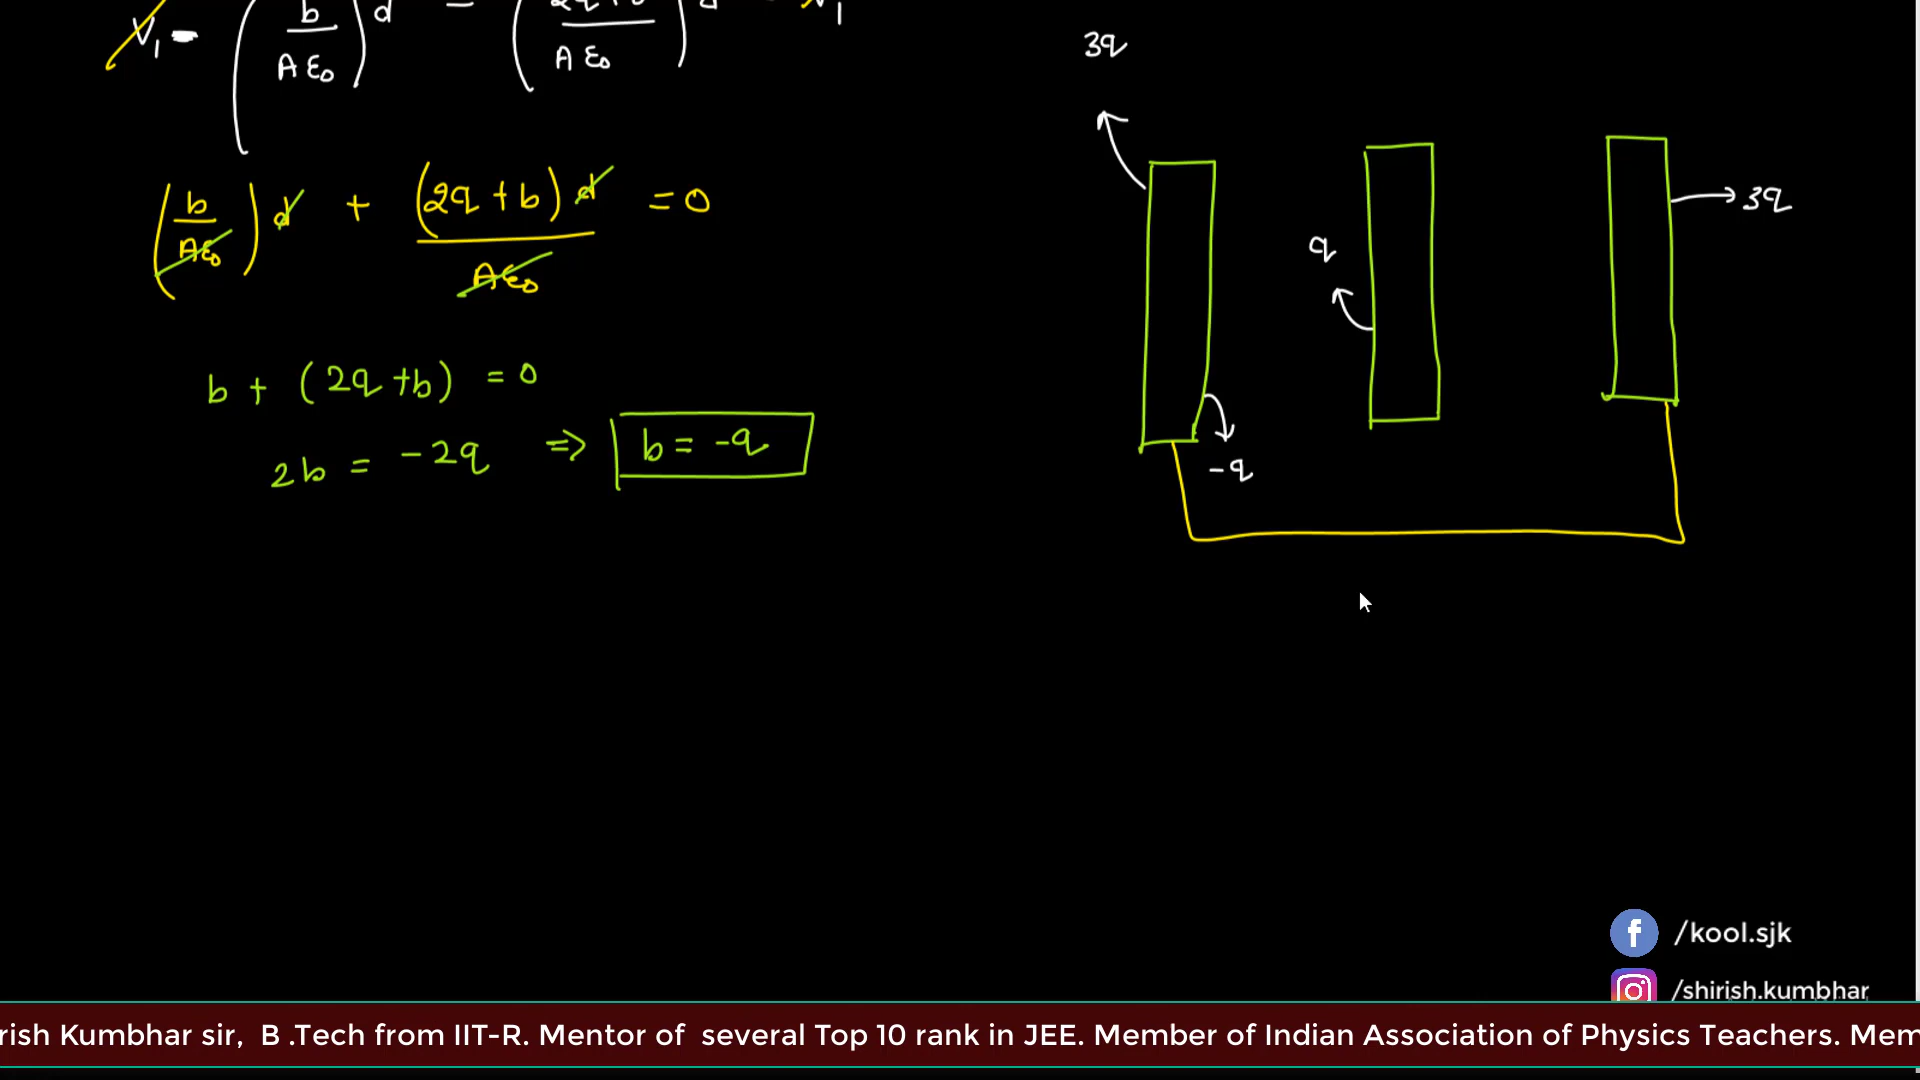 V₁ - (b/Aε₀) d - (2q+b/Aε₀) d = V₁
(b/Aε₀) d + (2q+b)d/Aε₀ = 0
b + (2q+b) = 0
2b = -2q ⇒ b = -q
3q
3q
q
-q
/kool.sjk
/shirish.kumbhar
rish Kumbhar sir, B .Tech from IIT-R. Mentor of several Top 10 rank in JEE. Member of Indian Association of Physics Teachers. Mem